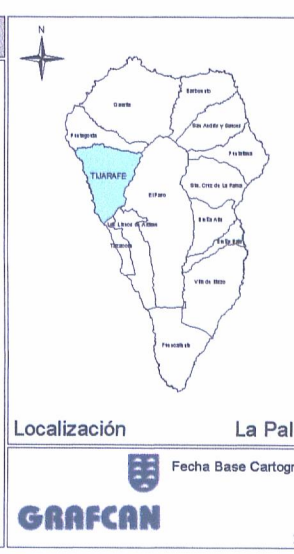 N
Garafía
Barlovento
San Andrés y Sauces
Puntagorda
Puntallana
TIJARAFE
El Paso
Sta. Cruz de La Palma
Los Llanos de Aridane
Breña Alta
Tazacorte
Breña Baja
Villa de Mazo
Fuencaliente
Localización
La Pal
Fecha Base Cartogr
GRAFCAN